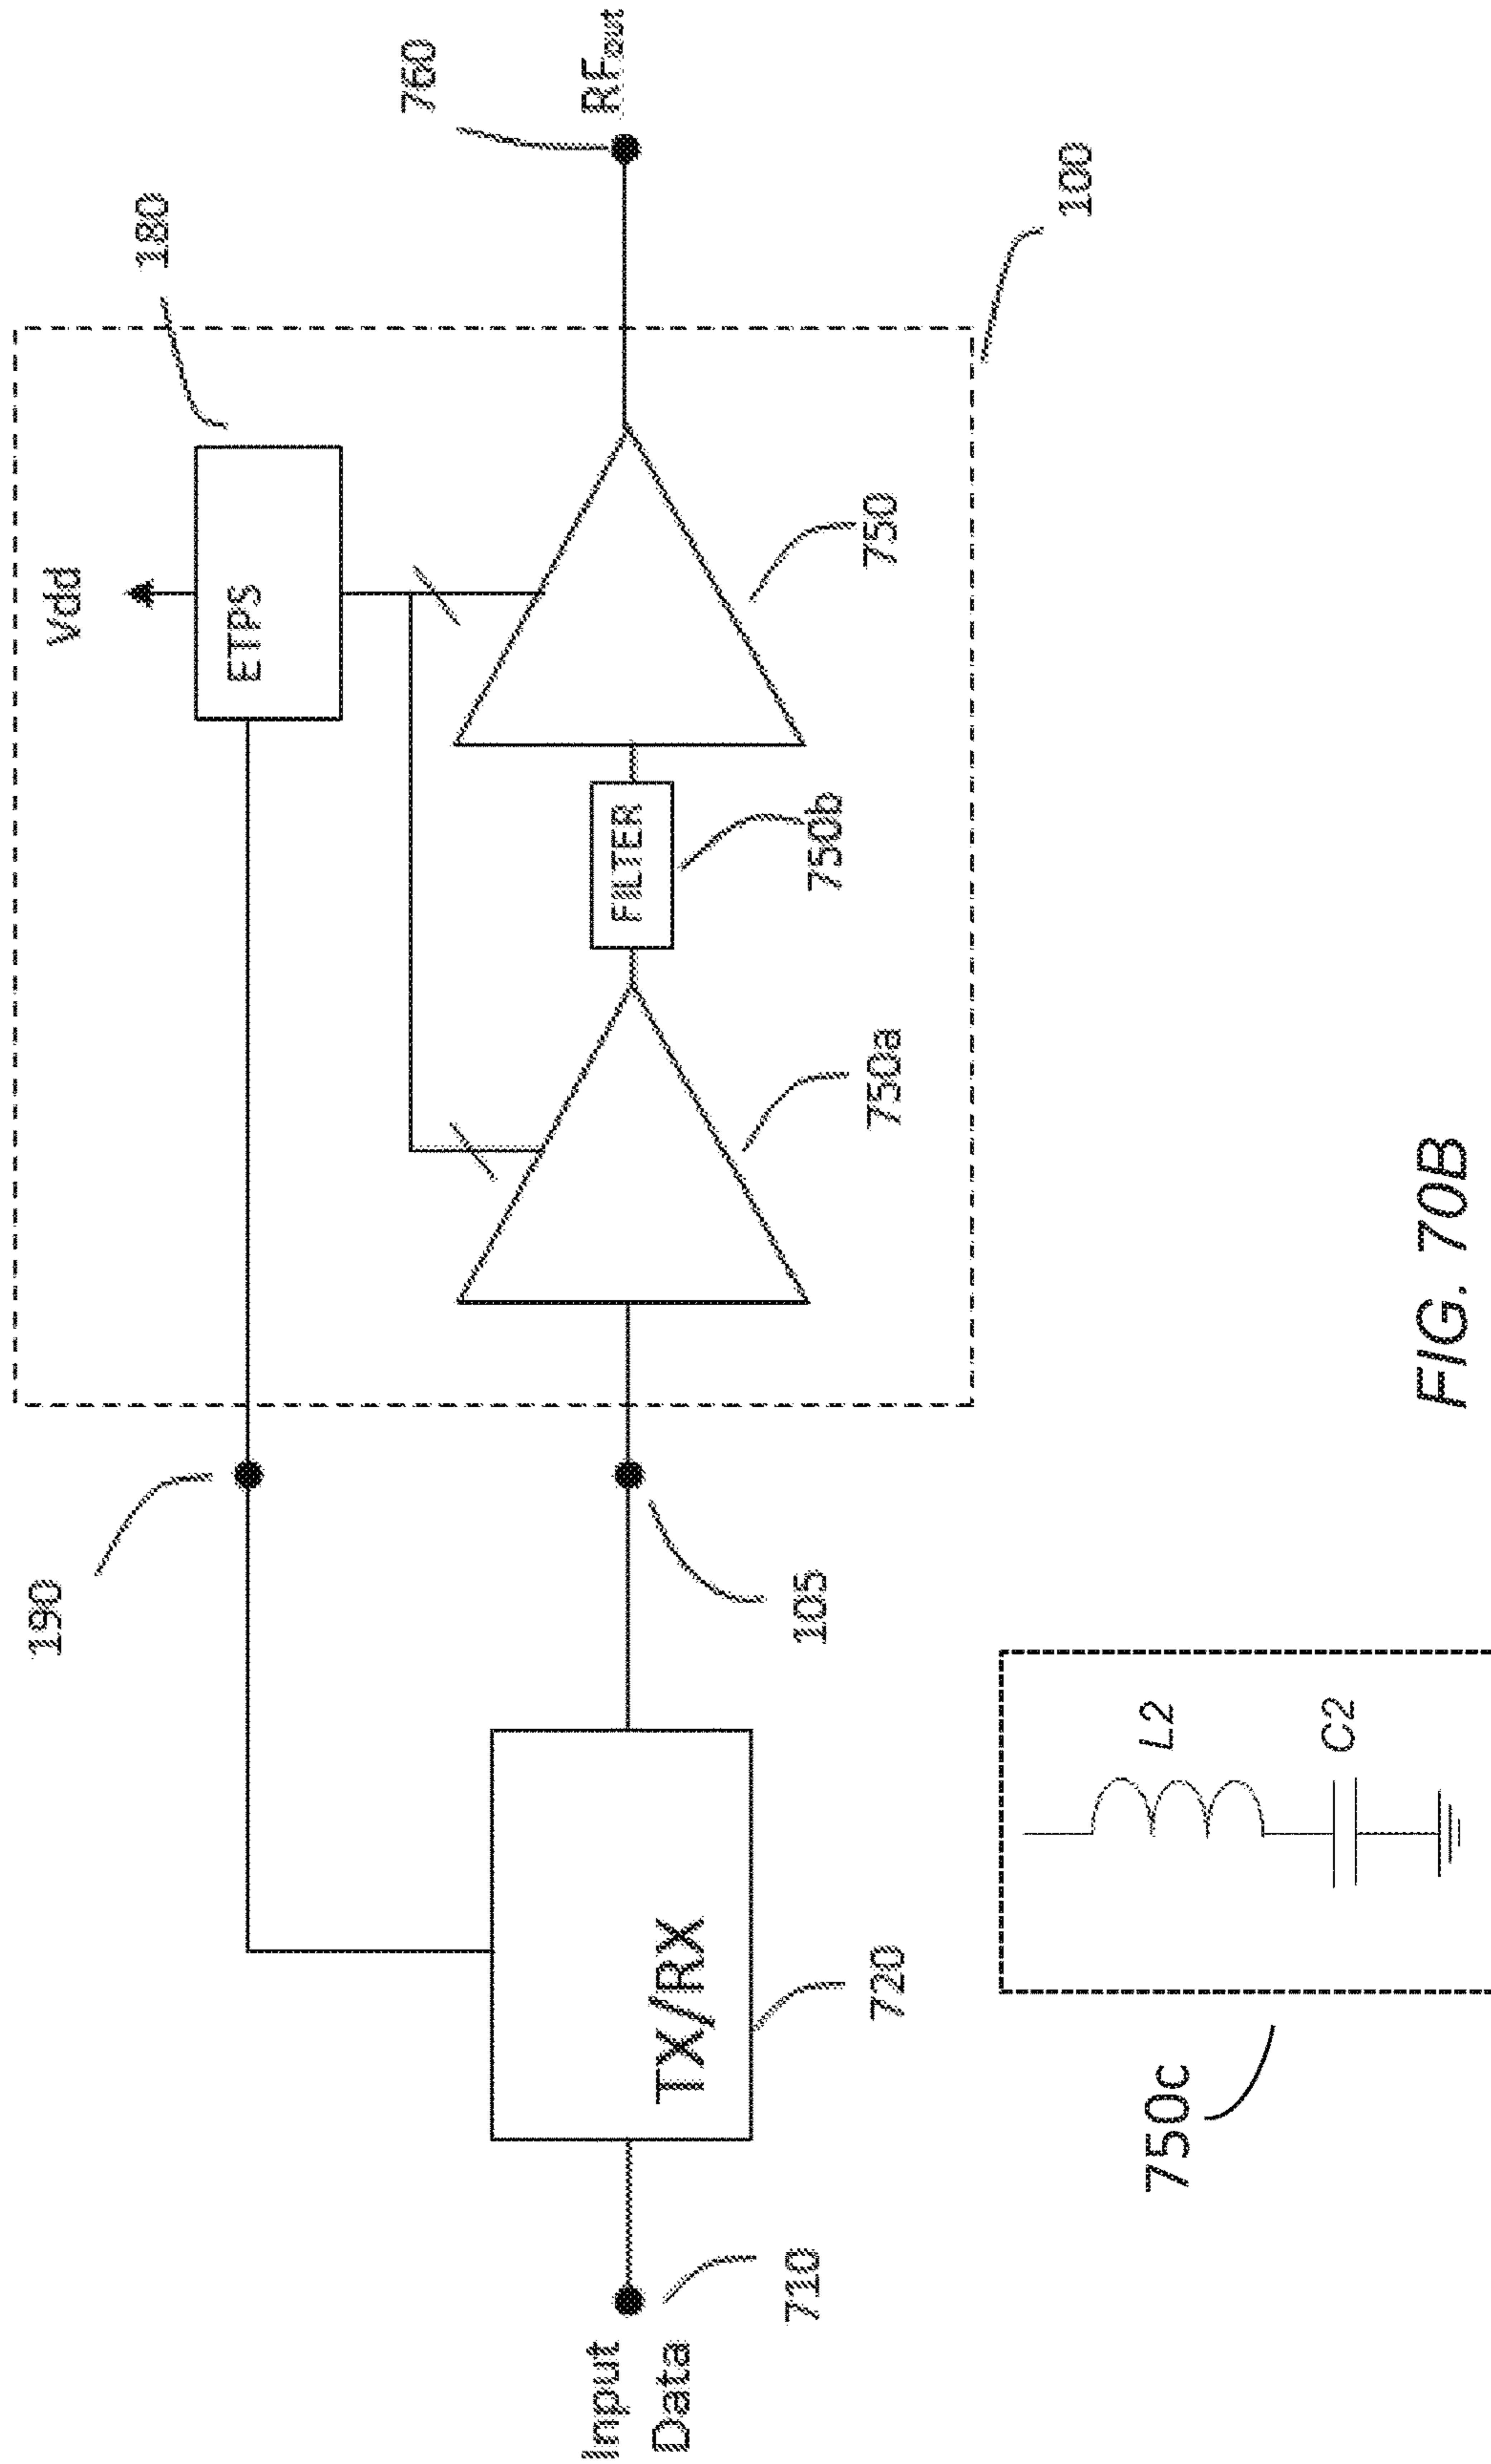 Vdd
180
760
190
ETPS
RFout
Input
Data
710
TX/RX
720
105
FILTER
750a
750b
750
100
750c
L2
C2
FIG. 70B